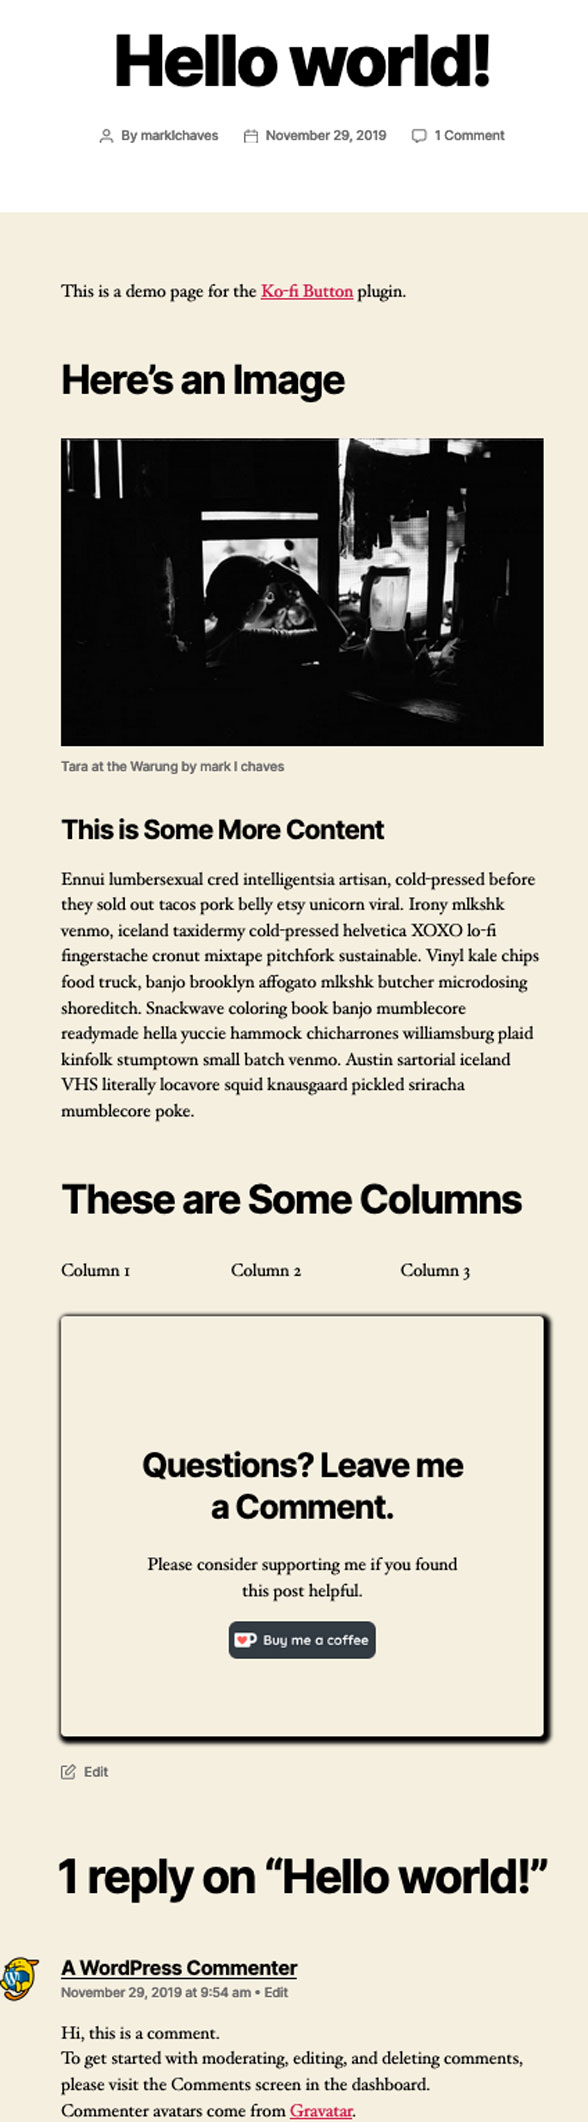 Hello world!
By marklchaves November 29, 2019 1 Comment
This is a demo page for the Ko-fi Button plugin.
Here's an Image
Tara at the Warung by mark l chaves
This is Some More Content
Ennui lumbersexual cred intelligentsia artisan, cold-pressed before
they sold out tacos pork belly etsy unicorn viral. Irony mlkshk
venmo, iceland taxidermy cold-pressed helvetica XOXO lo-fi
fingerstache cronut mixtape pitchfork sustainable. Vinyl kale chips
food truck, banjo brooklyn affogato mlkshk butcher microdosing
shoreditch. Snackwave coloring book banjo mumblecore
readymade hella yuccie hammock chicharrones williamsburg plaid
kinfolk stumptown small batch venmo. Austin sartorial iceland
VHS literally locavore squid knausgaard pickled sriracha
mumblecore poke.
These are Some Columns
Column 1 Column 2 Column 3
Questions? Leave me
a Comment.
Please consider supporting me if you found
this post helpful.
Buy me a coffee
Edit
1 reply on “Hello world!”
A WordPress Commenter
November 29, 2019 at 9:54 am • Edit
Hi, this is a comment.
To get started with moderating, editing, and deleting comments,
please visit the Comments screen in the dashboard.
Commenter avatars come from Gravatar.